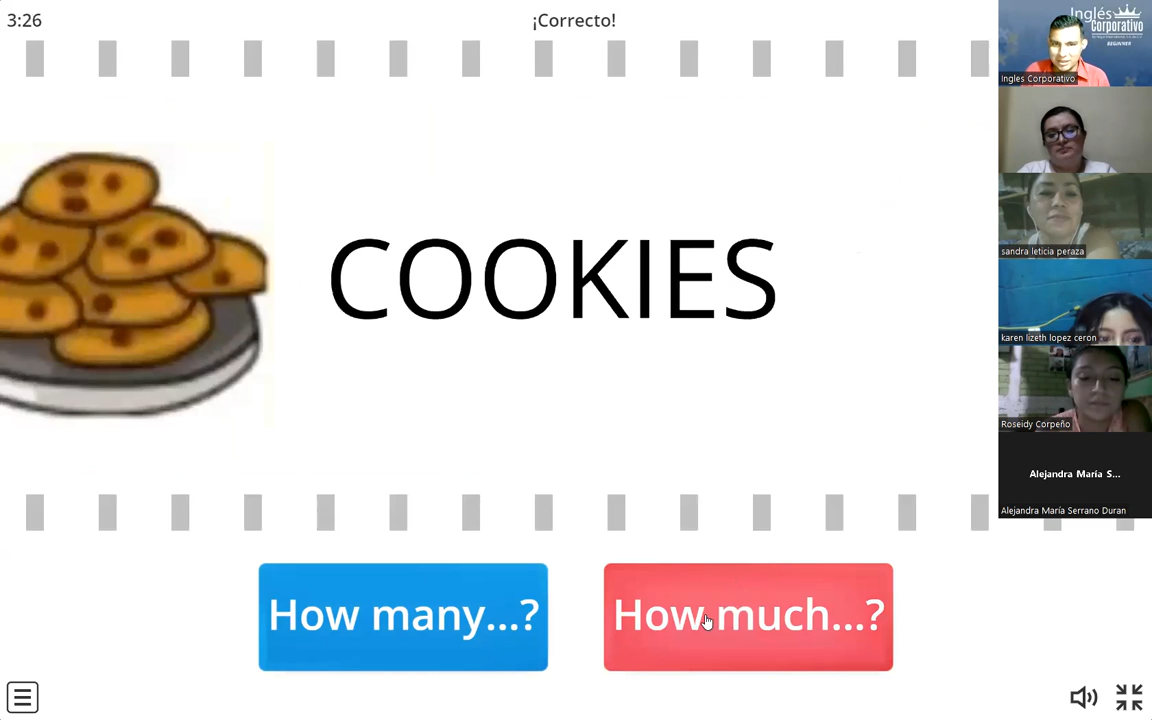 3:26
¡Correcto!
Inglés
Corporativo
BEGINNER
Ingles Corporativo
COOKIES
sandra leticia peraza
karen lizeth lopez ceron
Roseidy Corpeño
Alejandra María S...
Alejandra María Serrano Duran
How many...?
How much...?